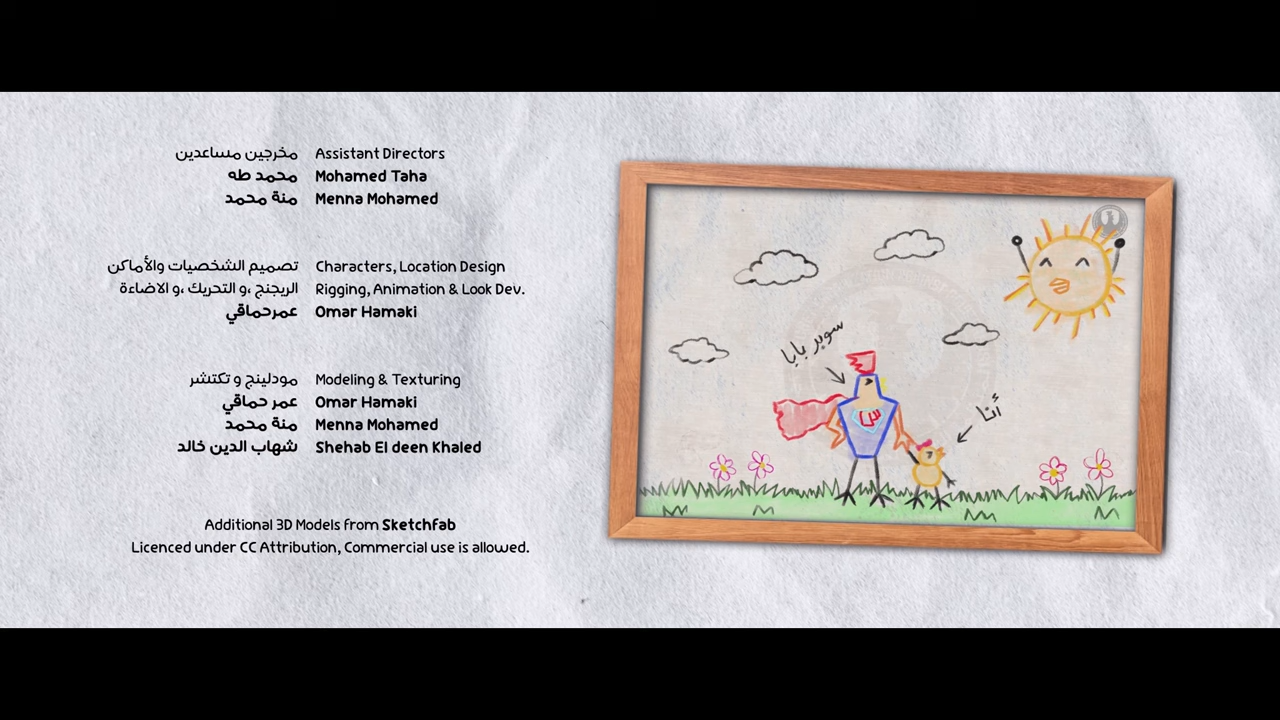 مخرجين مساعدين Assistant Directors
محمد طه Mohamed Taha
منة محمد Menna Mohamed
تصميم الشخصيات والأماكن Characters, Location Design
الريجنج ،و التحريك ،و الاضاءة Rigging, Animation & Look Dev.
عمرحماقي Omar Hamaki
مودلينج و تكتشر Modeling & Texturing
عمر حماقي Omar Hamaki
منة محمد Menna Mohamed
شهاب الدين خالد Shehab El deen Khaled
Additional 3D Models from Sketchfab
Licenced under CC Attribution, Commercial use is allowed.
سوبر بابا
أنا
س